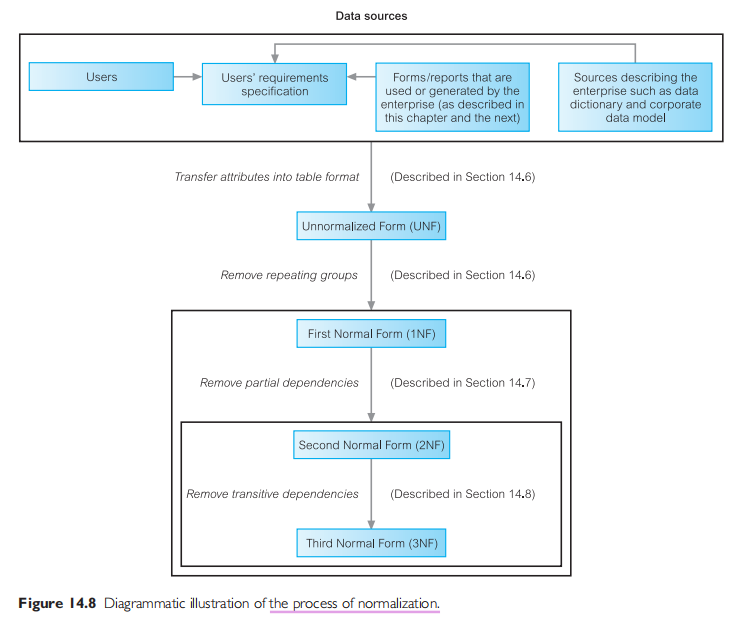 Data sources
Users
Users' requirements
specification
Forms/reports that are
used or generated by the
enterprise (as described in
this chapter and the next)
Sources describing the
enterprise such as data
dictionary and corporate
data model
Transfer attributes into table format
(Described in Section 14.6)
Unnormalized Form (UNF)
Remove repeating groups
(Described in Section 14.6)
First Normal Form (1NF)
Remove partial dependencies
(Described in Section 14.7)
Second Normal Form (2NF)
Remove transitive dependencies
(Described in Section 14.8)
Third Normal Form (3NF)
Figure 14.8 Diagrammatic illustration of the process of normalization.